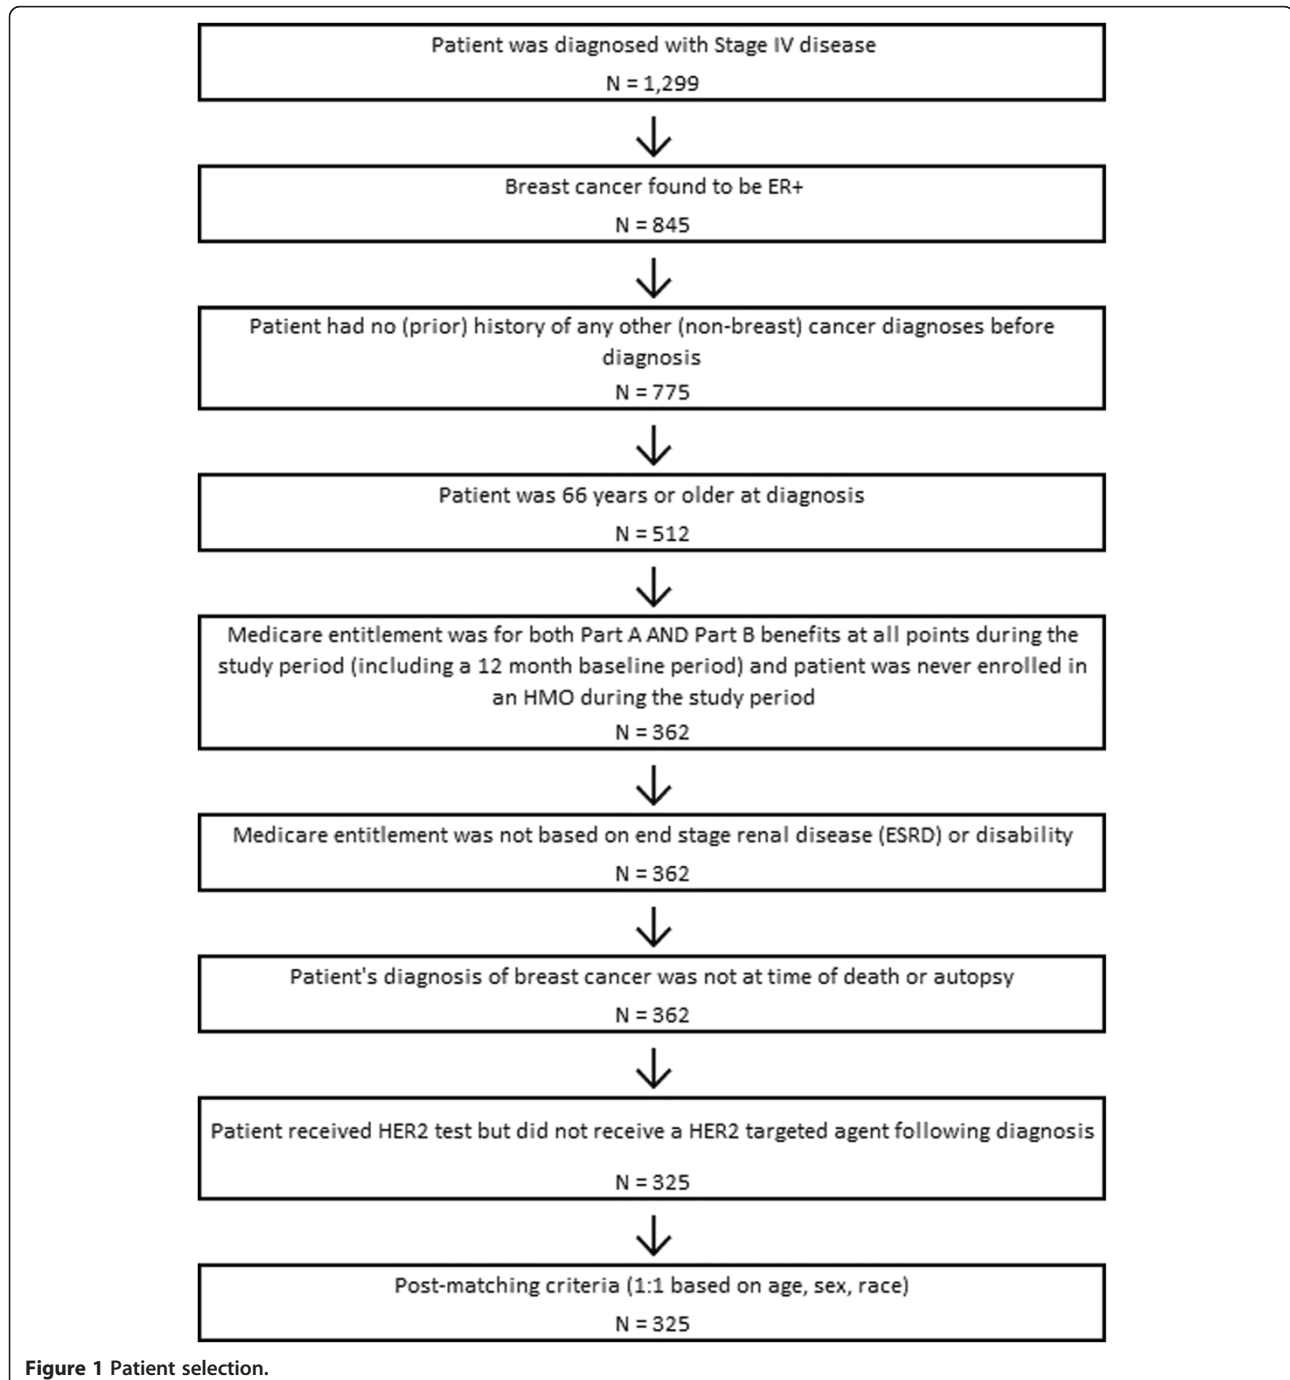 Patient was diagnosed with Stage IV disease
N = 1,299
Breast cancer found to be ER+
N = 845
Patient had no (prior) history of any other (non-breast) cancer diagnoses before
diagnosis
N = 775
Patient was 66 years or older at diagnosis
N = 512
Medicare entitlement was for both Part A AND Part B benefits at all points during the
study period (including a 12 month baseline period) and patient was never enrolled in
an HMO during the study period
N = 362
Medicare entitlement was not based on end stage renal disease (ESRD) or disability
N = 362
Patient's diagnosis of breast cancer was not at time of death or autopsy
N = 362
Patient received HER2 test but did not receive a HER2 targeted agent following diagnosis
N = 325
Post-matching criteria (1:1 based on age, sex, race)
N = 325
Figure 1 Patient selection.